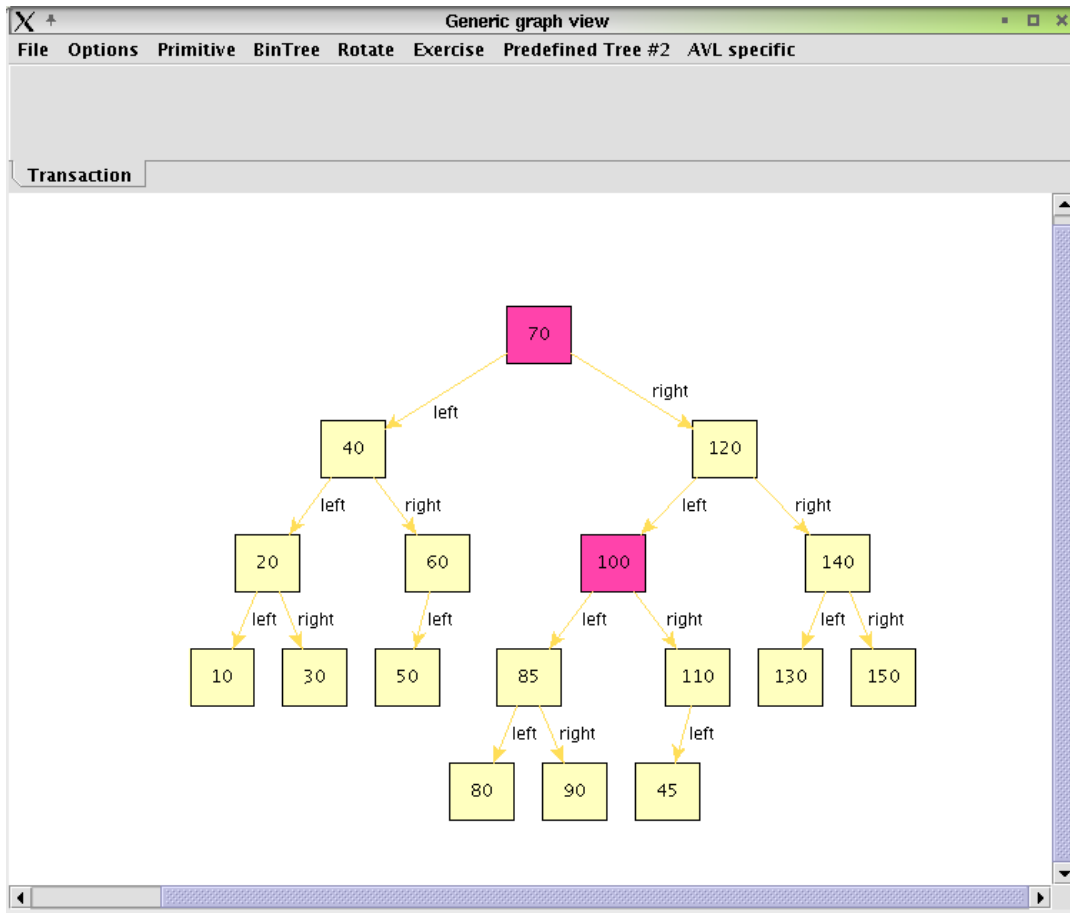 Generic graph view
File Options Primitive BinTree Rotate Exercise Predefined Tree #2 AVL specific
Transaction
70
left right
40 120
left right left right
20 60 100 140
left right left left right left right
10 30 50 85 110 130 150
left right left
80 90 45